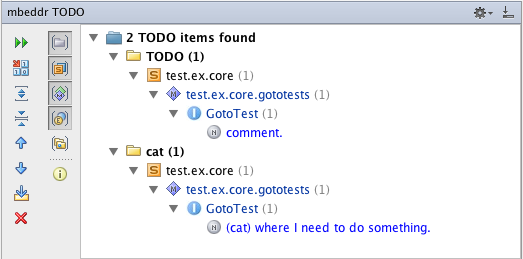 mbeddr TODO
2 TODO items found
TODO (1)
S test.ex.core (1)
M test.ex.core.gototests (1)
I GotoTest (1)
N comment.
cat (1)
S test.ex.core (1)
M test.ex.core.gototests (1)
I GotoTest (1)
N (cat) where I need to do something.